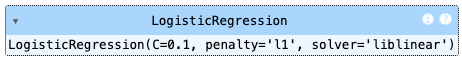 ▾ LogisticRegression i ?
LogisticRegression(C=0.1, penalty='l1', solver='liblinear')